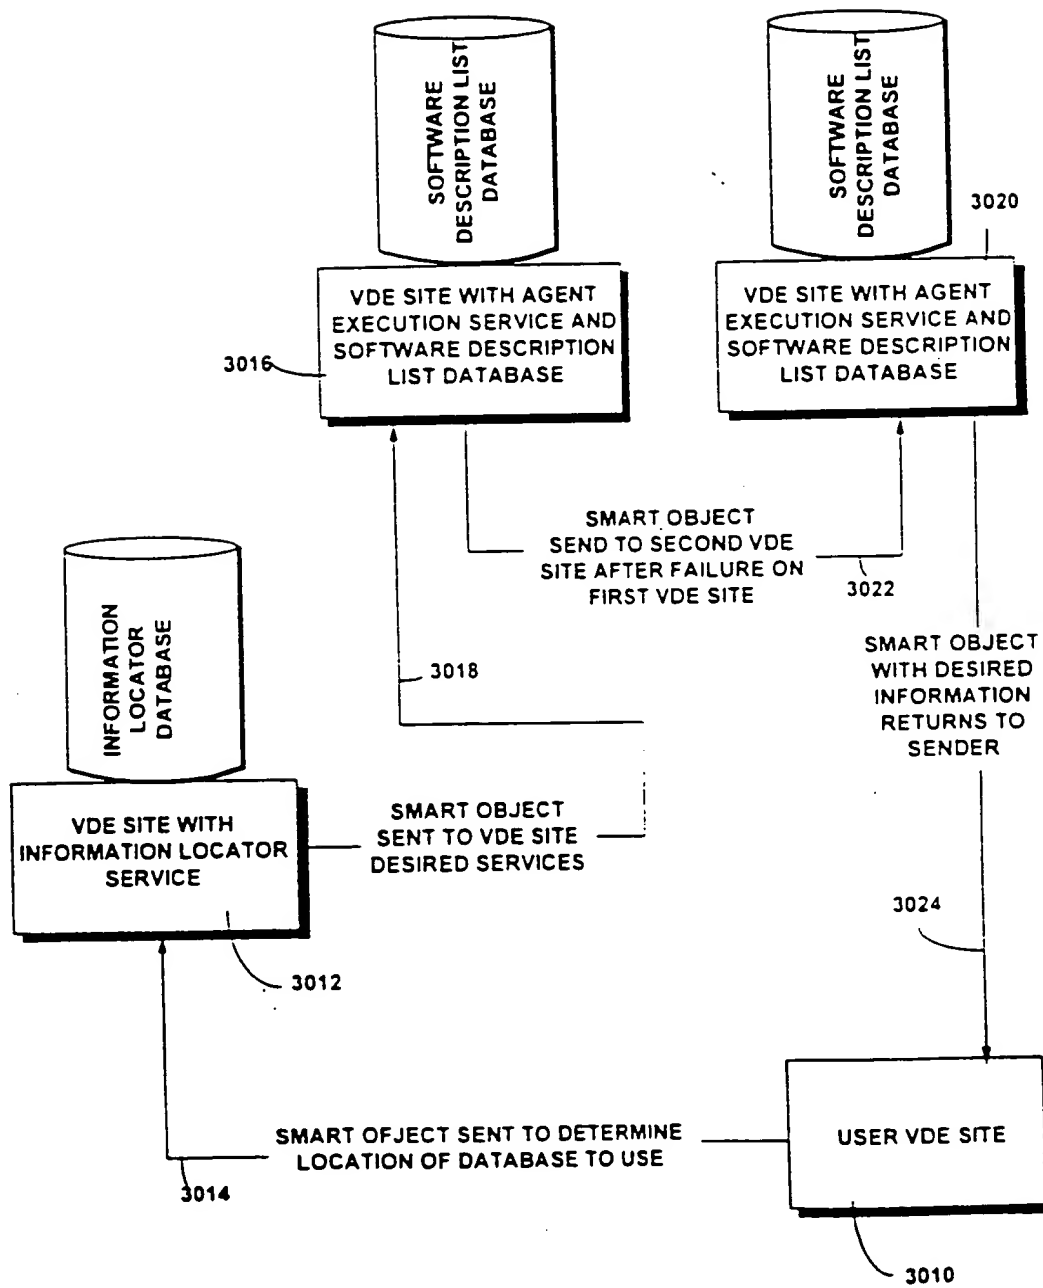 SOFTWARE
DESCRIPTION LIST
DATABASE
SOFTWARE
DESCRIPTION LIST
DATABASE
3020
VDE SITE WITH AGENT
EXECUTION SERVICE AND
SOFTWARE DESCRIPTION
LIST DATABASE
3016
VDE SITE WITH AGENT
EXECUTION SERVICE AND
SOFTWARE DESCRIPTION
LIST DATABASE
SMART OBJECT
SEND TO SECOND VDE
SITE AFTER FAILURE ON
FIRST VDE SITE
3022
INFORMATION
LOCATOR
DATABASE
3018
SMART OBJECT
WITH DESIRED
INFORMATION
RETURNS TO
SENDER
VDE SITE WITH
INFORMATION LOCATOR
SERVICE
SMART OBJECT
SENT TO VDE SITE
DESIRED SERVICES
3012
3024
SMART OFJECT SENT TO DETERMINE
LOCATION OF DATABASE TO USE
3014
USER VDE SITE
3010